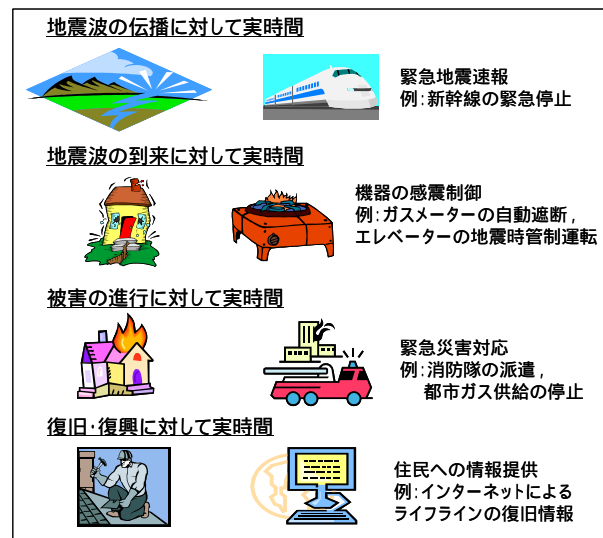 地震波の伝播に対して実時間
緊急地震速報
例：新幹線の緊急停止
地震波の到来に対して実時間
機器の感震制御
例：ガスメーターの自動遮断，
エレベーターの地震時管制運転
被害の進行に対して実時間
緊急災害対応
例：消防隊の派遣，
都市ガス供給の停止
復旧・復興に対して実時間
住民への情報提供
例：インターネットによる
ライフラインの復旧情報